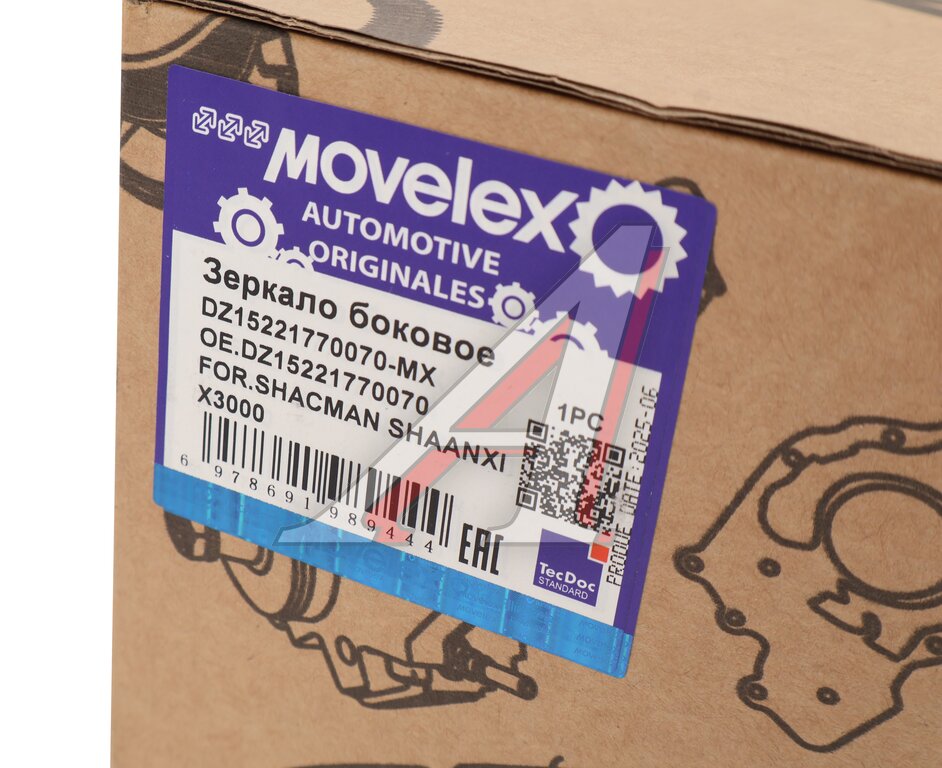 MOVELEX
AUTOMOTIVE
ORIGINALES
Зеркало боковое
DZ15221770070-MX
OE.DZ15221770070
FOR.SHACMAN SHAANXI
X3000
1PC
6 978691 989444
EAC
TecDoc
STANDARD
PRODUE DATE:2025-06